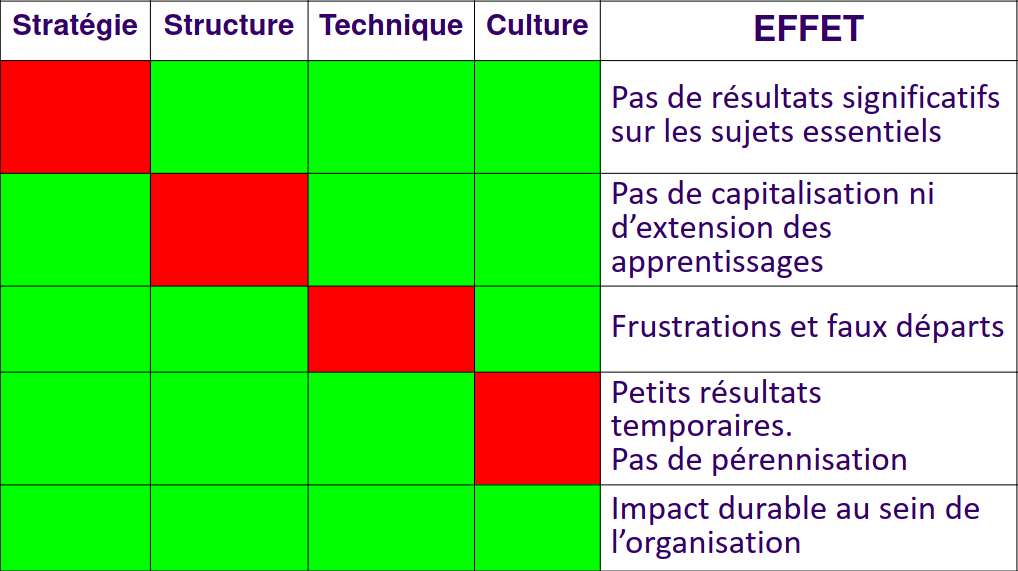 Stratégie Structure Technique Culture EFFET
Pas de résultats significatifs
sur les sujets essentiels
Pas de capitalisation ni
d’extension des
apprentissages
Frustrations et faux départs
Petits résultats
temporaires.
Pas de pérennisation
Impact durable au sein de
l’organisation